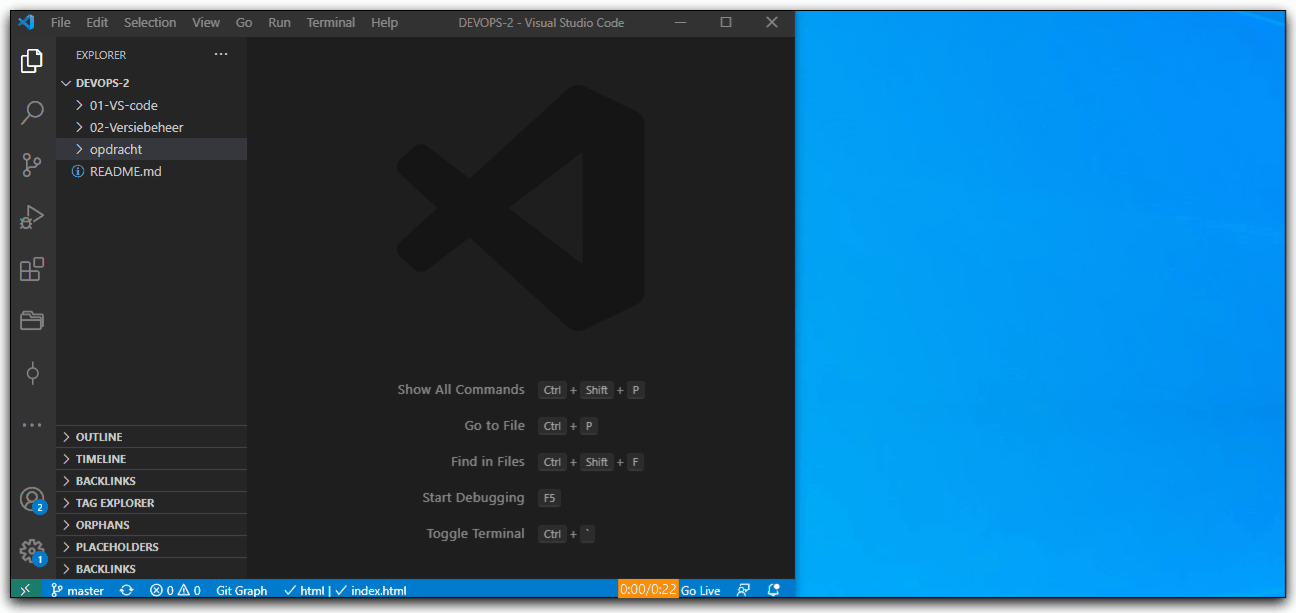 File Edit Selection View Go Run Terminal Help DEVOPS-2 - Visual Studio Code
EXPLORER
DEVOPS-2
01-VS-code
02-Versiebeheer
opdracht
README.md
Show All Commands Ctrl + Shift + P
Go to File Ctrl + P
Find in Files Ctrl + Shift + F
Start Debugging F5
Toggle Terminal Ctrl + `
OUTLINE
TIMELINE
BACKLINKS
TAG EXPLORER
ORPHANS
PLACEHOLDERS
BACKLINKS
2
1
master 0 0 Git Graph html | index.html 0:00/0:22 Go Live